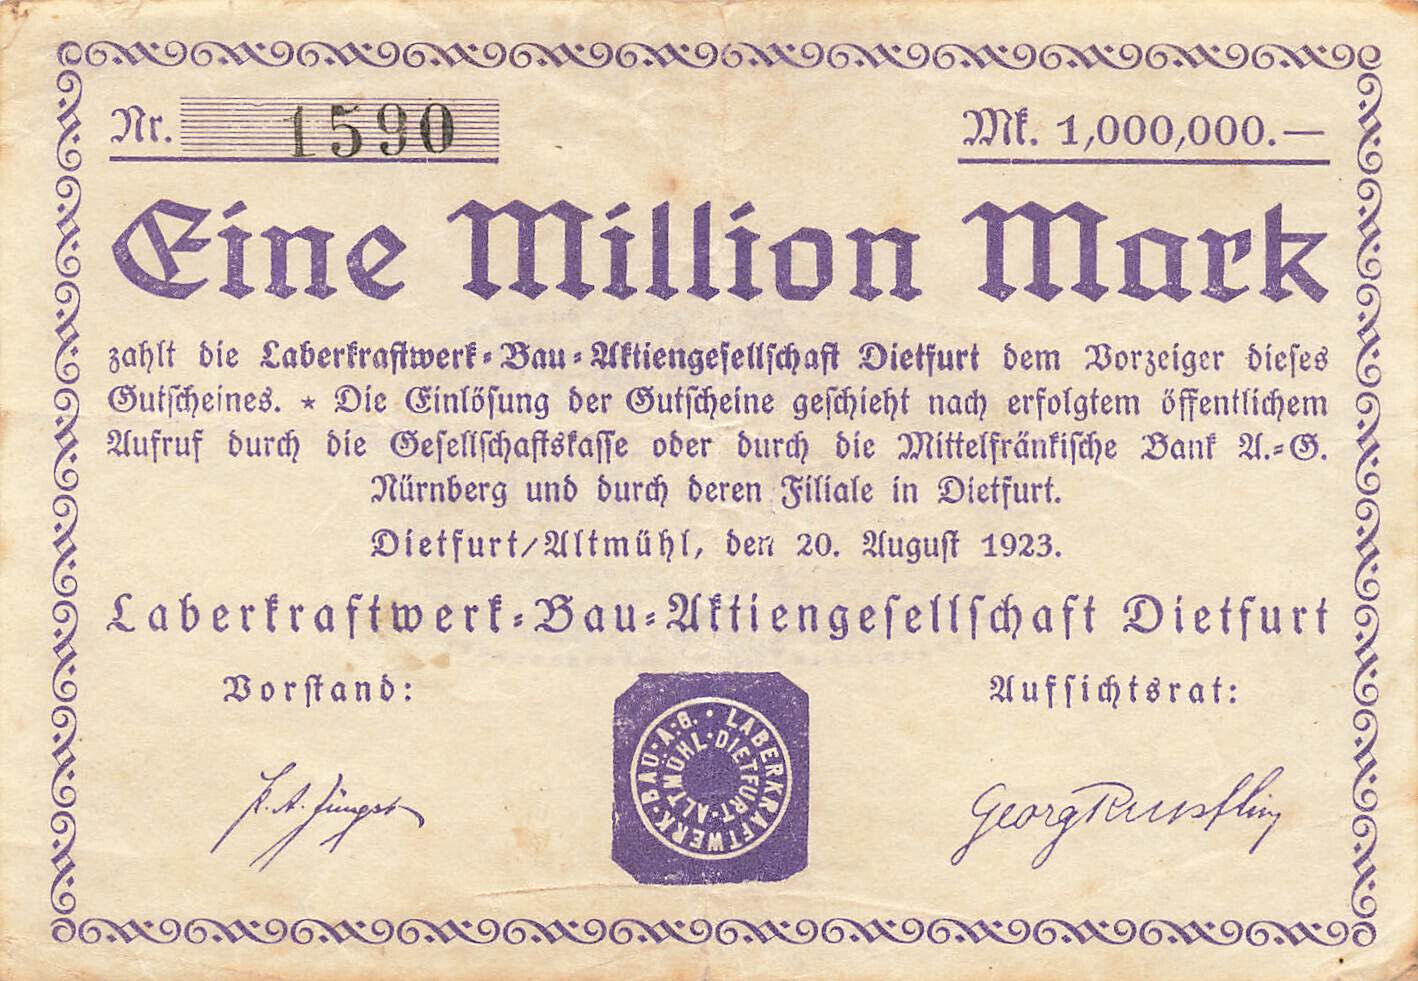 Nr. 1590 Mk. 1,000,000.—
Eine Million Mark
zahlt die Laberkraftwerk-Bau-Aktiengesellschaft Dietfurt dem Vorzeiger dieses
Gutscheines. * Die Einlösung der Gutscheine geschieht nach erfolgtem öffentlichem
Aufruf durch die Gesellschaftskasse oder durch die Mittelfränkische Bank A.-G.
Nürnberg und durch deren Filiale in Dietfurt.
Dietfurt/Altmühl, den 20. August 1923.
Laberkraftwerk-Bau-Aktiengesellschaft Dietfurt
Vorstand: Aufsichtsrat:
LABERKRAFTWERK-BAU-A-G.
DIETFURT-ALTMÜHL
Georg